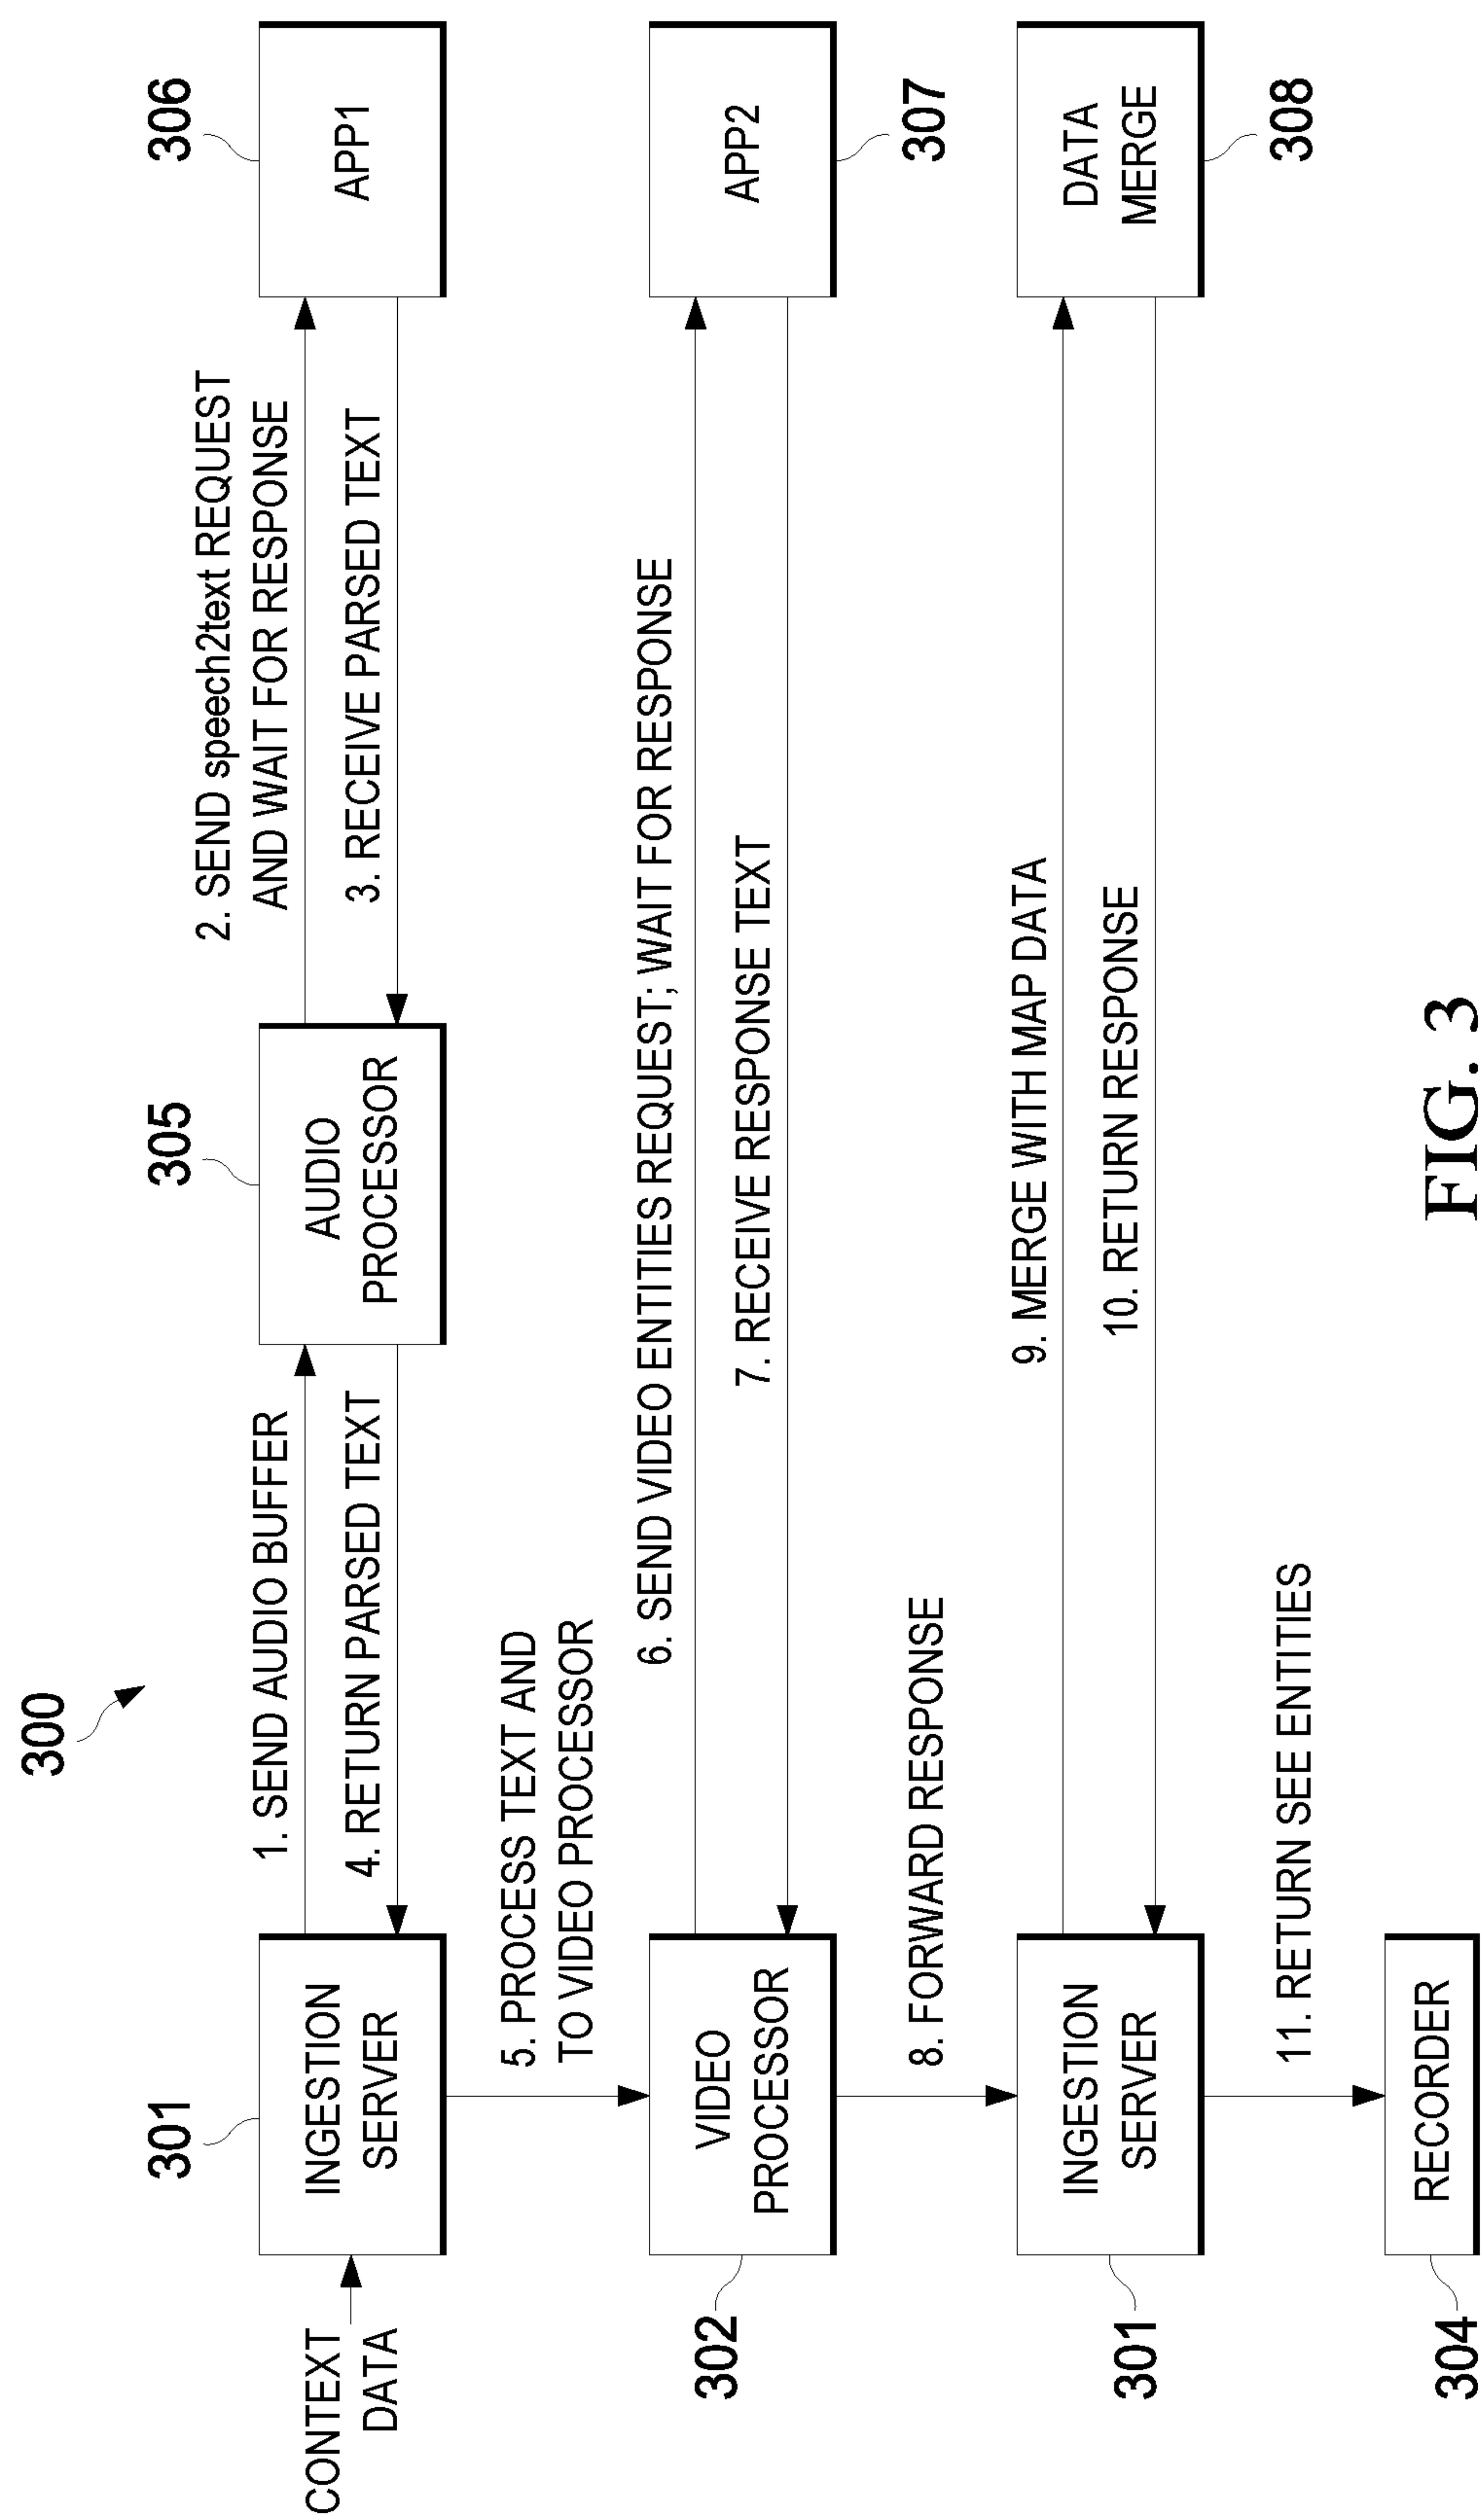 300
301
305
306
CONTEXT
DATA
INGESTION
SERVER
1. SEND AUDIO BUFFER
4. RETURN PARSED TEXT
AUDIO
PROCESSOR
2. SEND speech2text REQUEST
AND WAIT FOR RESPONSE
3. RECEIVE PARSED TEXT
APP1
5. PROCESS TEXT AND
TO VIDEO PROCESSOR
VIDEO
PROCESSOR
302
6. SEND VIDEO ENTITIES REQUEST; WAIT FOR RESPONSE
7. RECEIVE RESPONSE TEXT
APP2
307
8. FORWARD RESPONSE
INGESTION
SERVER
301
9. MERGE WITH MAP DATA
10. RETURN RESPONSE
DATA
MERGE
308
11. RETURN SEE ENTITIES
RECORDER
304
FIG. 3